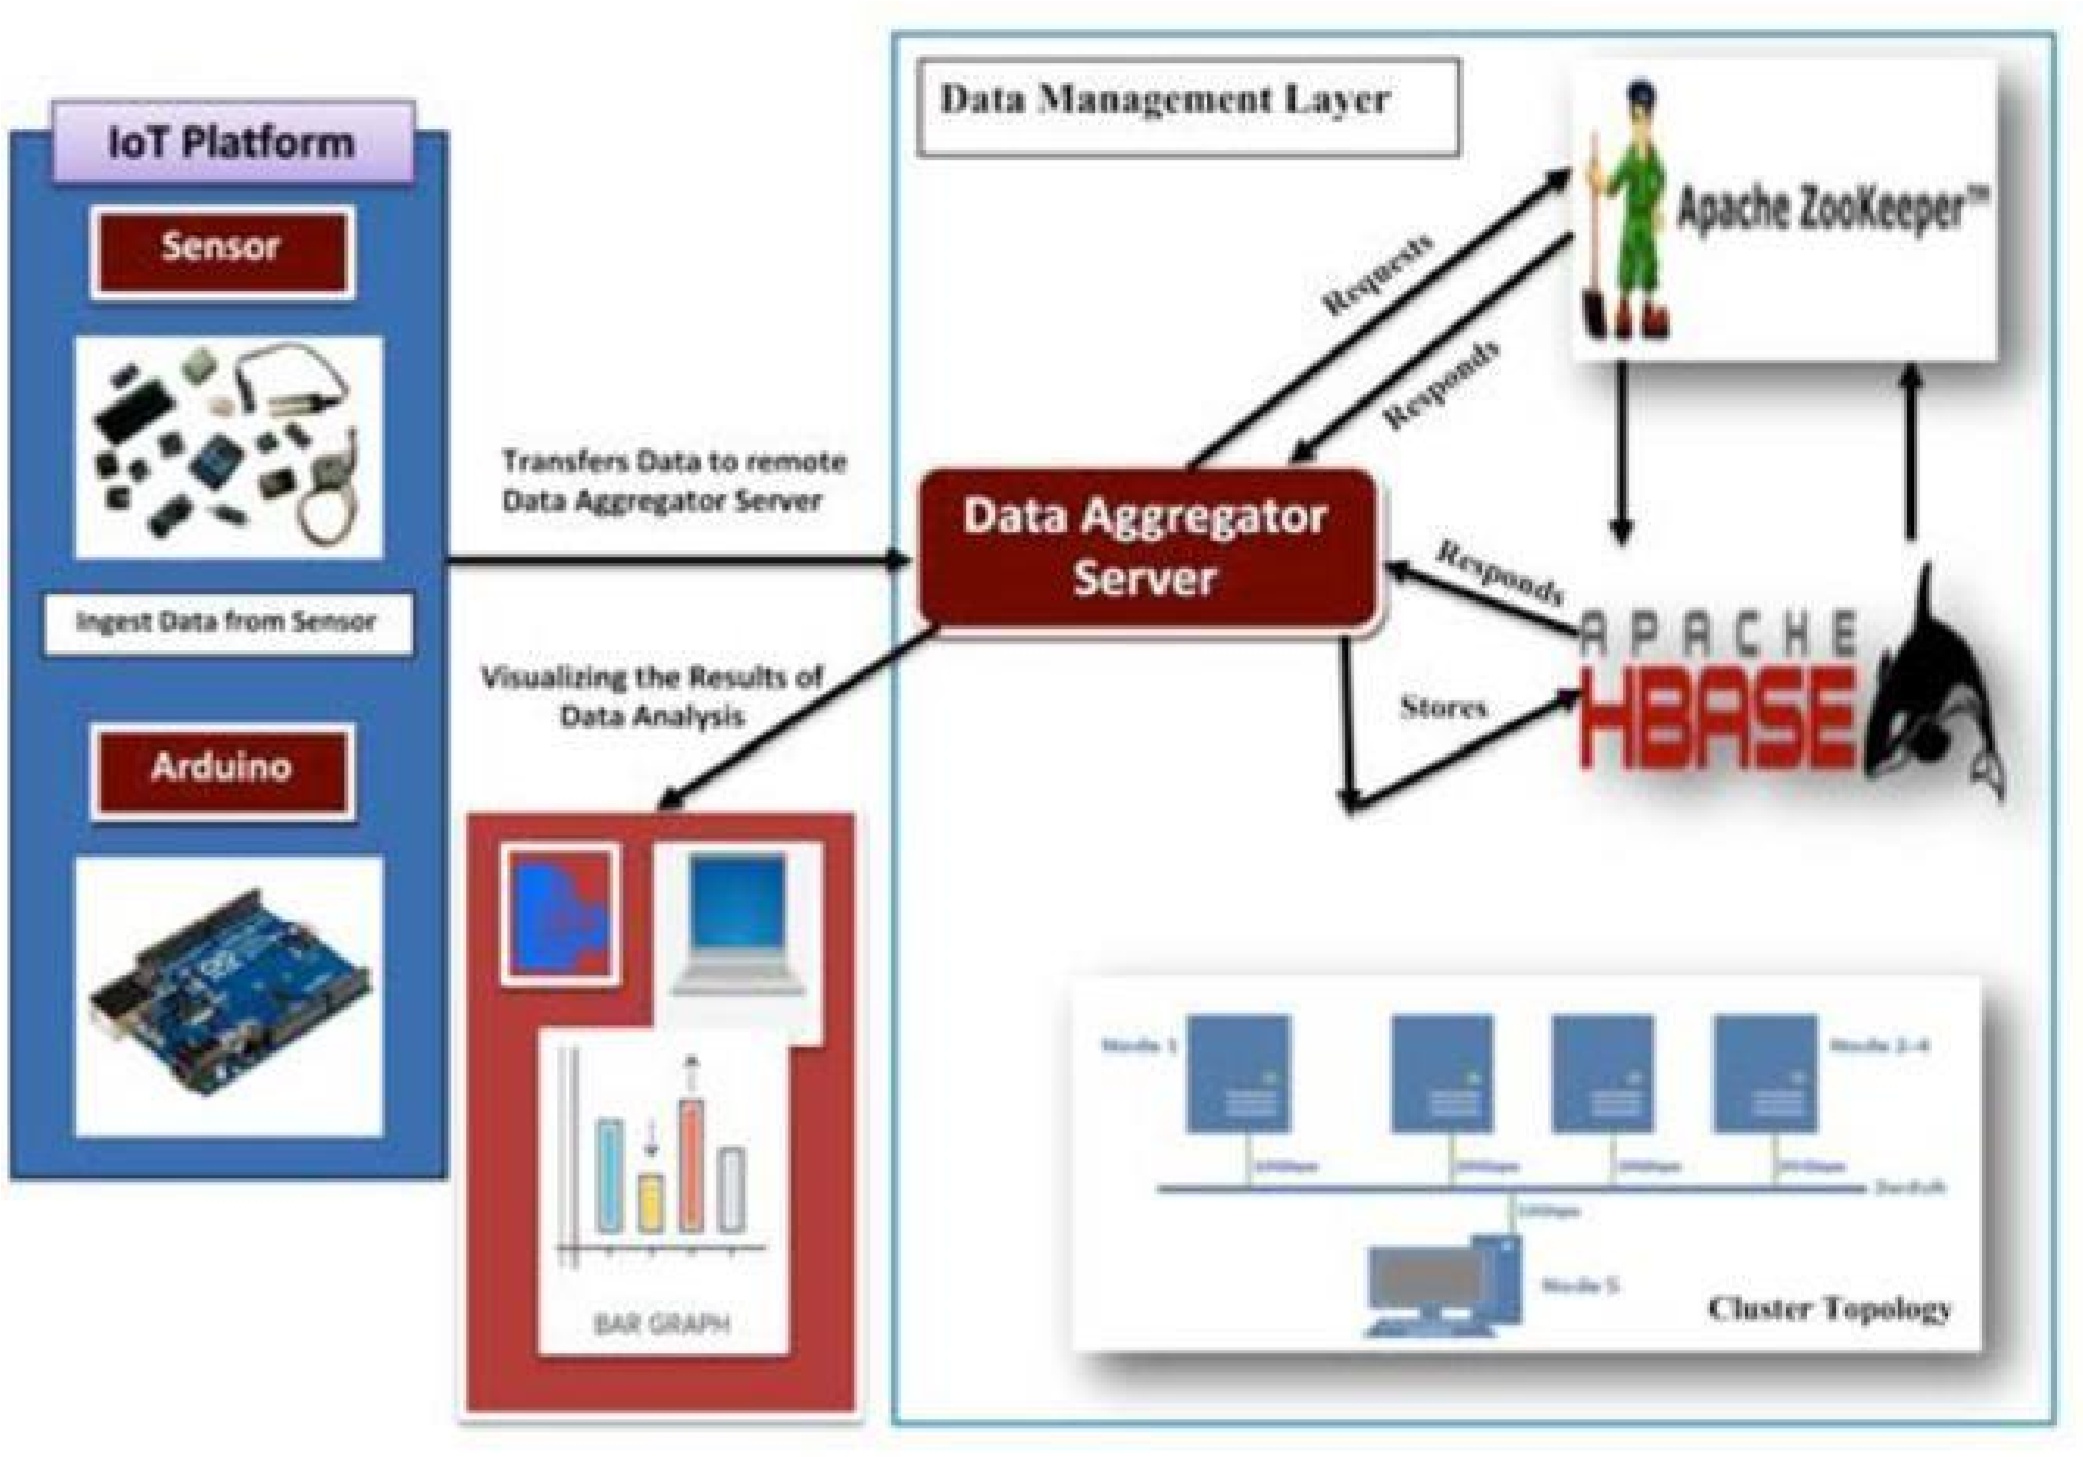 IoT Platform
Sensor
Ingest Data from Sensor
Arduino
Transfers Data to remote
Data Aggregator Server
Visualizing the Results of
Data Analysis
BAR GRAPH
Data Management Layer
Apache ZooKeeper™
Requests
Responds
Data Aggregator
Server
Responds
Stores
APACHE
HBASE
Node 1
Node 2-4
Switch
Node 5
Cluster Topology